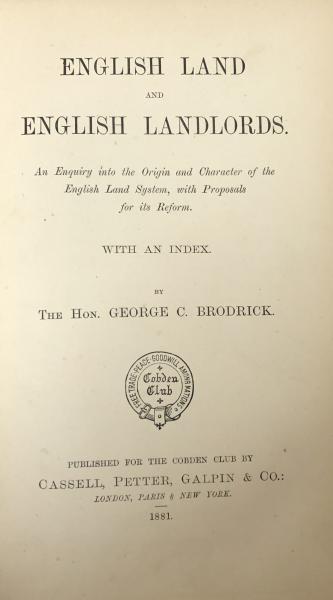 ENGLISH LAND
AND
ENGLISH LANDLORDS.
An Enquiry into the Origin and Character of the
English Land System, with Proposals
for its Reform.
WITH AN INDEX.
BY
THE HON. GEORGE C. BRODRICK.
FREE TRADE·PEACE·GOODWILL AMONG NATIONS
Cobden
Club
PUBLISHED FOR THE COBDEN CLUB BY
CASSELL, PETTER, GALPIN & CO.:
LONDON, PARIS & NEW YORK.
1881.